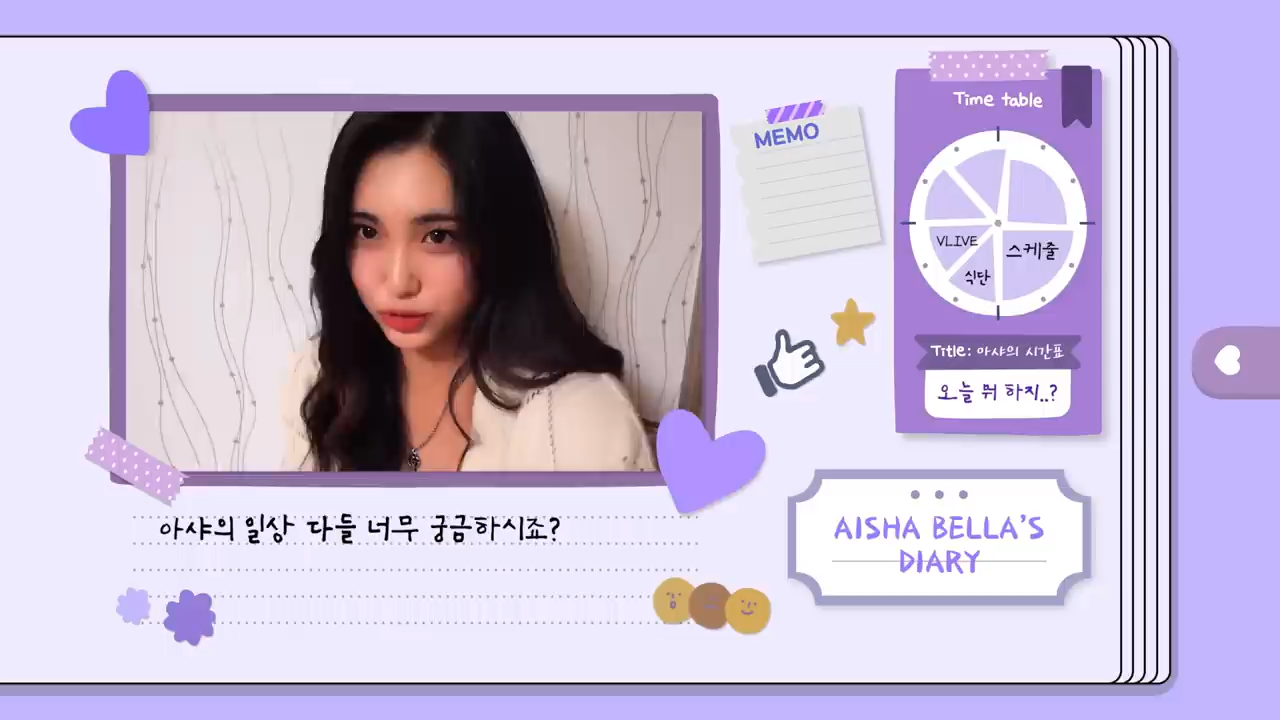 아샤의 일상 다들 너무 궁금하시죠?
MEMO
Time table
VLIVE
스케줄
식단
Title: 아샤의 시간표
오늘 뭐 하지..?
AISHA BELLA'S
DIARY